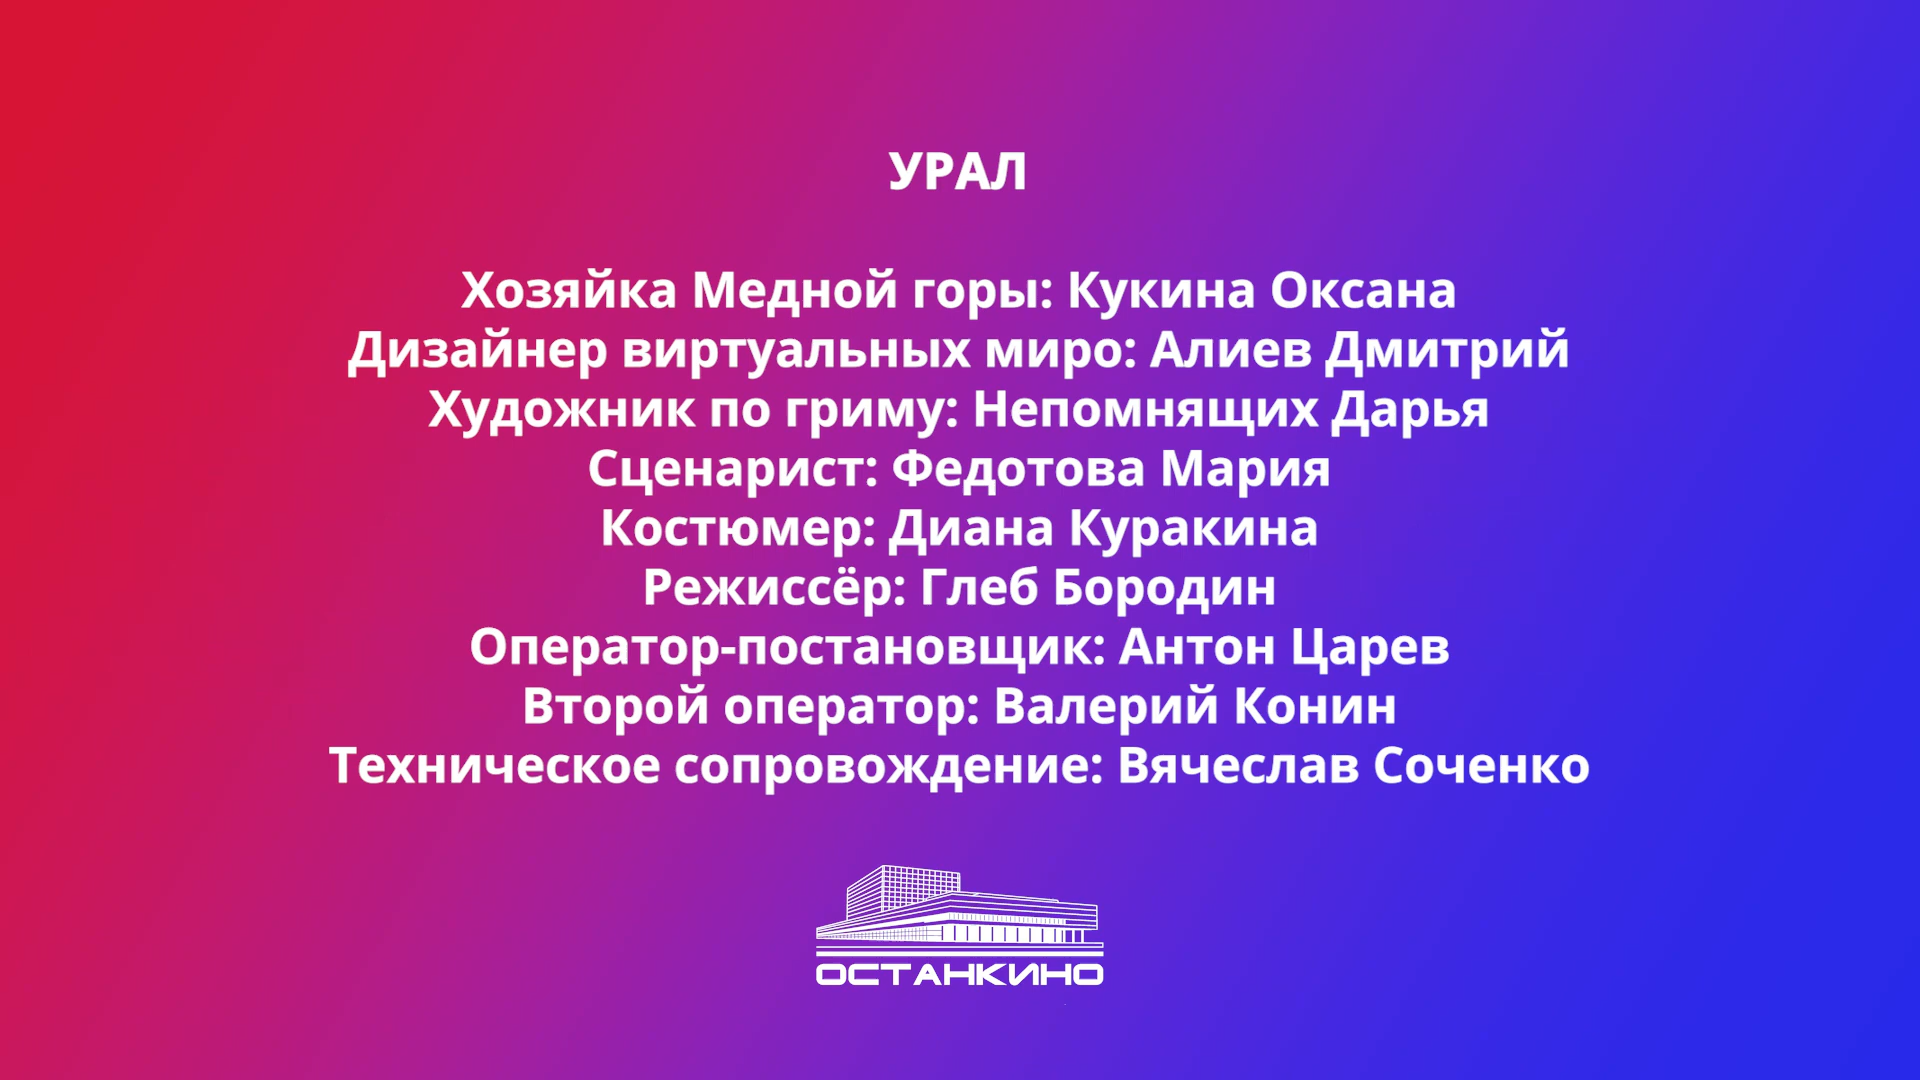 УРАЛ
Хозяйка Медной горы: Кукина Оксана
Дизайнер виртуальных миро: Алиев Дмитрий
Художник по гриму: Непомнящих Дарья
Сценарист: Федотова Мария
Костюмер: Диана Куракина
Режиссёр: Глеб Бородин
Оператор-постановщик: Антон Царев
Второй оператор: Валерий Конин
Техническое сопровождение: Вячеслав Соченко
ОСТАНКИНО